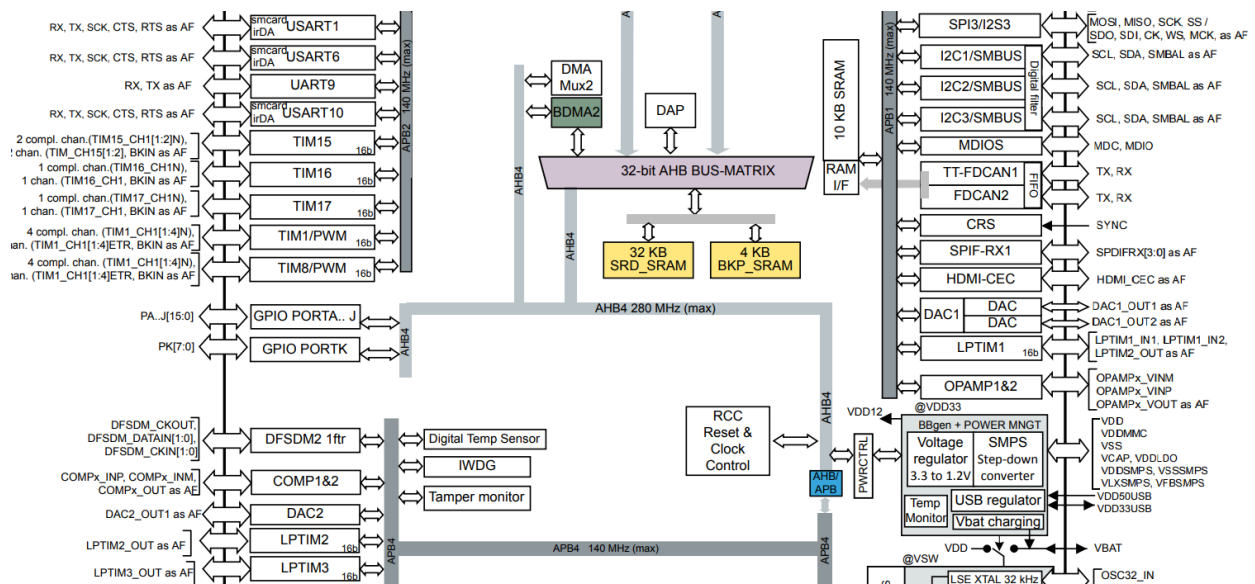 RX, TX, SCK, CTS, RTS as AF
smcard
irDA
USART1
RX, TX, SCK, CTS, RTS as AF
smcard
irDA
USART6
RX, TX as AF
UART9
RX, TX, SCK, CTS, RTS as AF
smcard
irDA
USART10
2 compl. chan.(TIM15_CH1[1:2]N),
chan. (TIM_CH15[1:2], BKIN as AF
TIM15
16b
1 compl. chan.(TIM16_CH1N),
1 chan. (TIM16_CH1, BKIN as AF
TIM16
16b
1 compl. chan.(TIM17_CH1N),
1 chan. (TIM17_CH1, BKIN as AF
TIM17
16b
4 compl. chan.(TIM1_CH1[1:4]N),
an. (TIM1_CH1[1:4]ETR, BKIN as AF
TIM1/PWM
16b
4 compl. chan. (TIM1_CH1[1:4]N),
an. (TIM1_CH1[1:4]ETR, BKIN as AF
TIM8/PWM
16b
APB2 140 MHz (max)
PA..J[15:0]
GPIO PORTA.. J
PK[7:0]
GPIO PORTK
AHB4
AHB4
AHB4
DMA
Mux2
BDMA2
DAP
32-bit AHB BUS-MATRIX
32 KB
SRD_SRAM
4 KB
BKP_SRAM
AHB4 280 MHz (max)
10 KB SRAM
RAM
I/F
APB1 140 MHz (max)
SPI3/I2S3
MOSI, MISO, SCK, SS /
SDO, SDI, CK, WS, MCK, as AF
I2C1/SMBUS
SCL, SDA, SMBAL as AF
I2C2/SMBUS
SCL, SDA, SMBAL as AF
I2C3/SMBUS
SCL, SDA, SMBAL as AF
Digital filter
MDIOS
MDC, MDIO
TT-FDCAN1
TX, RX
FDCAN2
TX, RX
FIFO
CRS
SYNC
SPIF-RX1
SPDIFRX[3:0] as AF
HDMI-CEC
HDMI_CEC as AF
DAC1
DAC
DAC
DAC1_OUT1 as AF
DAC1_OUT2 as AF
LPTIM1
16b
LPTIM1_IN1, LPTIM1_IN2,
LPTIM2_OUT as AF
OPAMP1&2
OPAMPx_VINM
OPAMPx_VINP
OPAMPx_VOUT as AF
DFSDM_CKOUT,
DFSDM_DATAIN[1:0],
DFSDM_CKIN[1:0]
DFSDM2 1ftr
COMPx_INP, COMPx_INM,
COMPx_OUT as AF
COMP1&2
DAC2_OUT1 as AF
DAC2
LPTIM2_OUT as AF
LPTIM2
16b
LPTIM3_OUT as AF
LPTIM3
16b
APB4
Digital Temp Sensor
IWDG
Tamper monitor
APB4 140 MHz (max)
RCC
Reset &
Clock
Control
AHB4
AHB/
APB
APB4
PWRCTRL
VDD12
@VDD33
BBgen + POWER MNGT
Voltage
regulator
3.3 to 1.2V
SMPS
Step-down
converter
Temp
Monitor
USB regulator
Vbat charging
VDD
VDDMMC
VSS
VCAP, VDDLDO
VDDSMPS, VSSSMPS
VLXSMPS, VFBSMPS
VDD50USB
VDD33USB
VDD
VBAT
@VSW
LSE XTAL 32 kHz
OSC32_IN